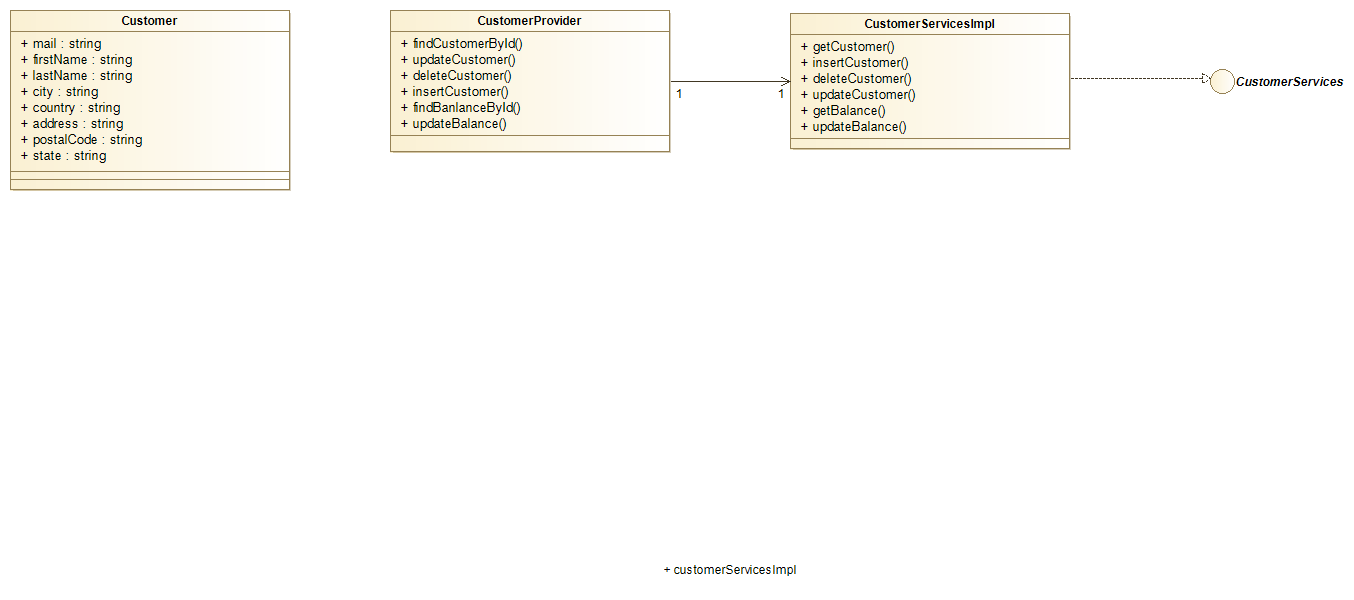 Customer
+ mail : string
+ firstName : string
+ lastName : string
+ city : string
+ country : string
+ address : string
+ postalCode : string
+ state : string
CustomerProvider
+ findCustomerById()
+ updateCustomer()
+ deleteCustomer()
+ insertCustomer()
+ findBanlanceById()
+ updateBalance()
1
1
CustomerServicesImpl
+ getCustomer()
+ insertCustomer()
+ deleteCustomer()
+ updateCustomer()
+ getBalance()
+ updateBalance()
CustomerServices
+ customerServicesImpl